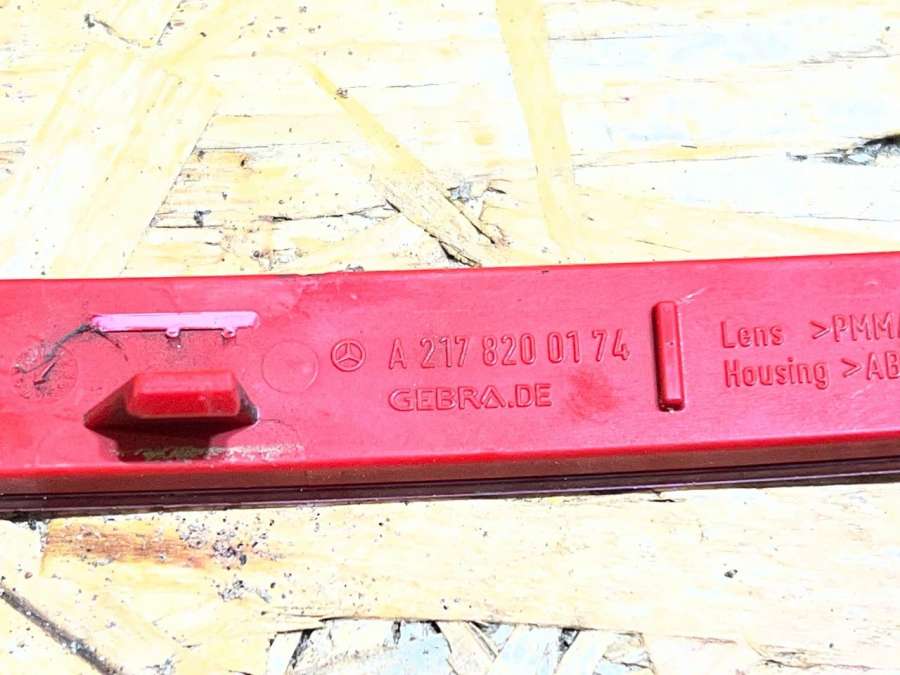 A 217 820 01 74
GEBRA.DE
Lens >PMMA
Housing >AB